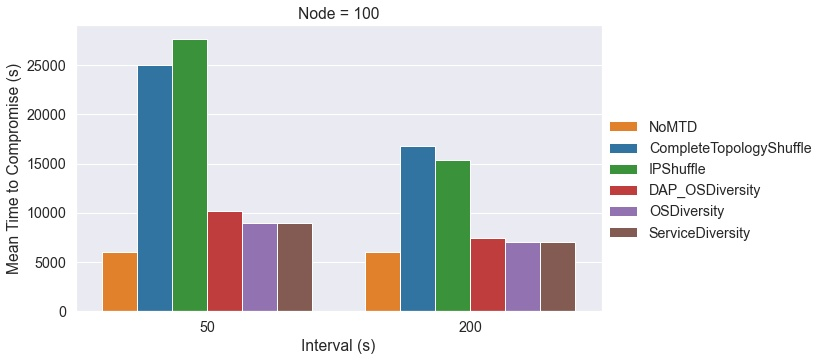 Node = 100
Mean Time to Compromise (s)
25000
20000
15000
10000
5000
0
50
200
Interval (s)
NoMTD
CompleteTopologyShuffle
IPShuffle
DAP_OSDiversity
OSDiversity
ServiceDiversity